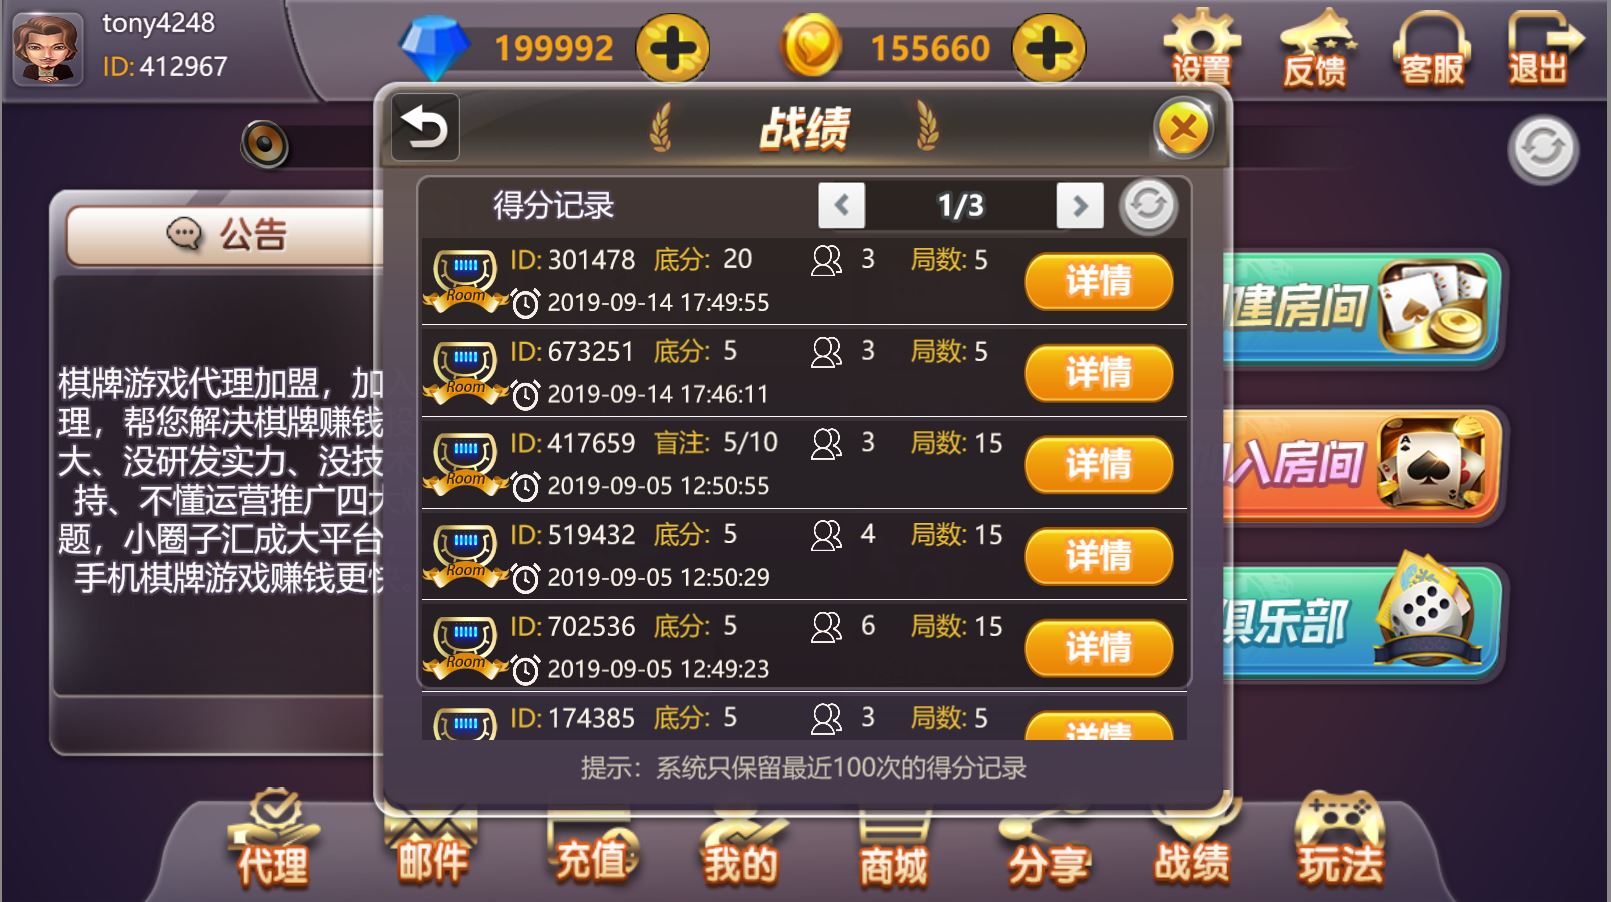 tony4248
ID: 412967
199992
155660
设置
反馈
客服
退出
战绩
公告
得分记录
1/3
ID: 301478 底分: 20 3 局数: 5
Room
2019-09-14 17:49:55
详情
ID: 673251 底分: 5 3 局数: 5
Room
2019-09-14 17:46:11
详情
ID: 417659 盲注: 5/10 3 局数: 15
Room
2019-09-05 12:50:55
详情
ID: 519432 底分: 5 4 局数: 15
Room
2019-09-05 12:50:29
详情
ID: 702536 底分: 5 6 局数: 15
Room
2019-09-05 12:49:23
详情
ID: 174385 底分: 5 3 局数: 5
详情
提示：系统只保留最近100次的得分记录
棋牌游戏代理加盟，加入
理，帮您解决棋牌赚钱
大、没研发实力、没技术
持、不懂运营推广四大
题，小圈子汇成大平台
手机棋牌游戏赚钱更快
建房间
入房间
俱乐部
代理
邮件
充值
我的
商城
分享
战绩
玩法